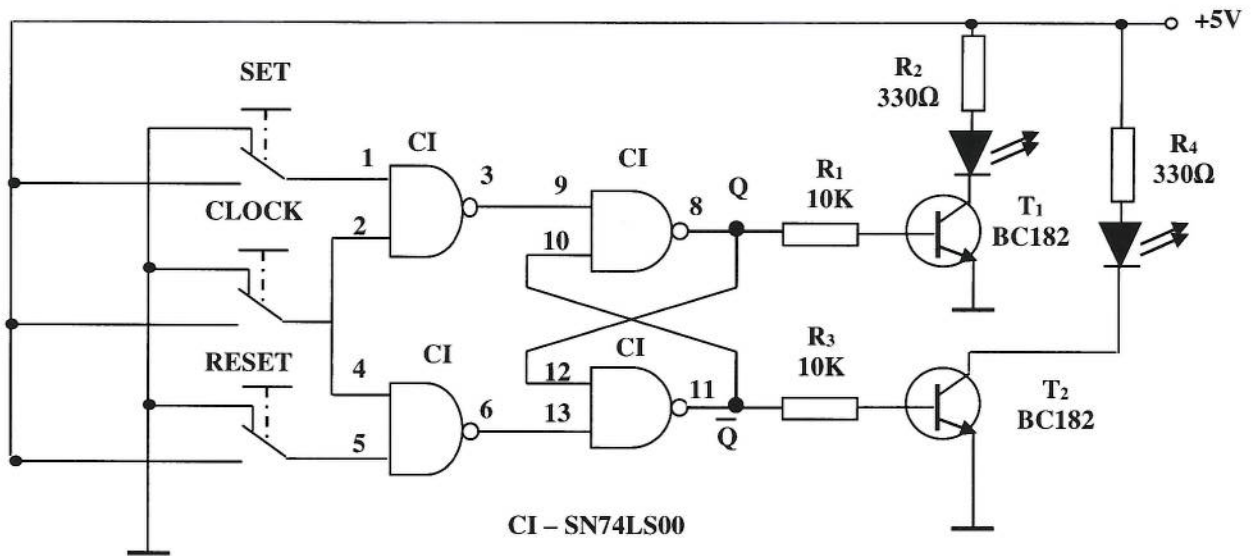 +5V
SET
R2
330Ω
CI
1
3
CI
9
8
Q
R1
10K
T1
BC182
R4
330Ω
CLOCK
2
10
RESET
4
CI
6
CI
12
11
13
Q̅
R3
10K
T2
BC182
5
CI – SN74LS00